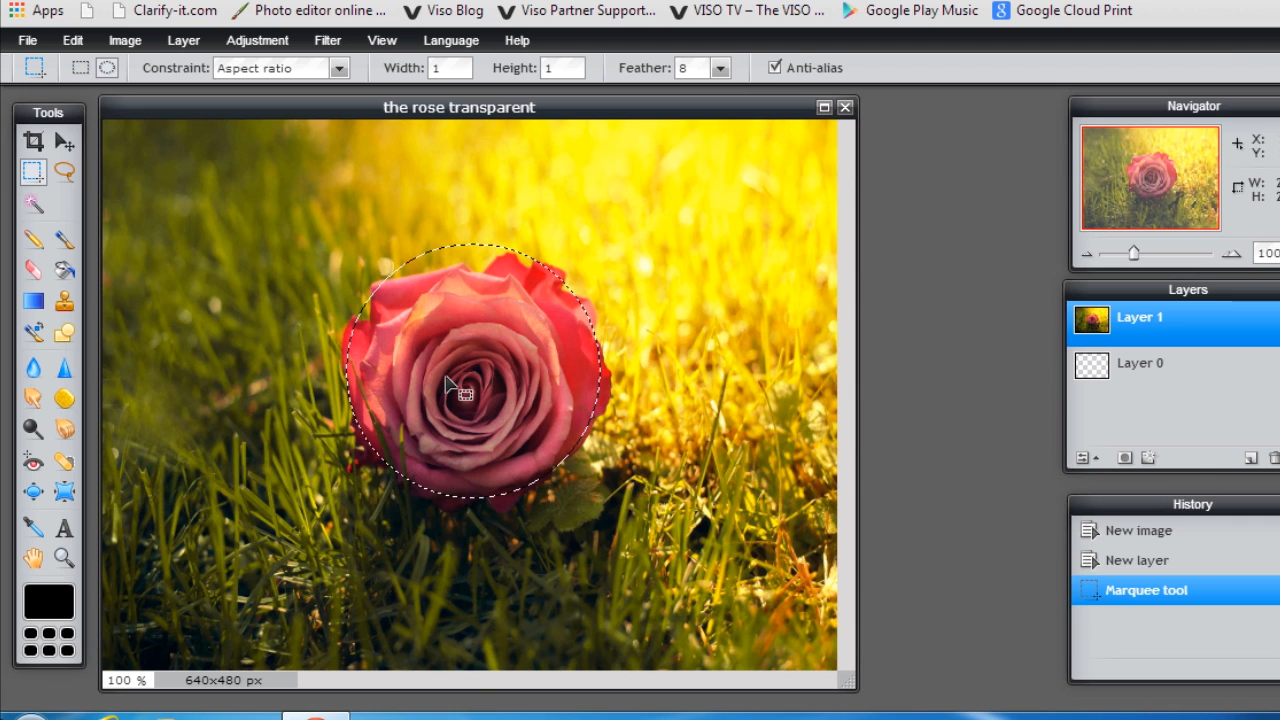 Apps Clarify-it.com Photo editor online ... Viso Blog Viso Partner Support... VISO TV – The VISO ... Google Play Music 8 Google Cloud Print
File Edit Image Layer Adjustment Filter View Language Help
Constraint: Aspect ratio Width: 1 Height: 1 Feather: 8 Anti-alias
Tools
the rose transparent
Navigator
X:
Y:
W: 2
H: 2
100
Layers
Layer 1
Layer 0
History
New image
New layer
Marquee tool
A
100 % 640x480 px